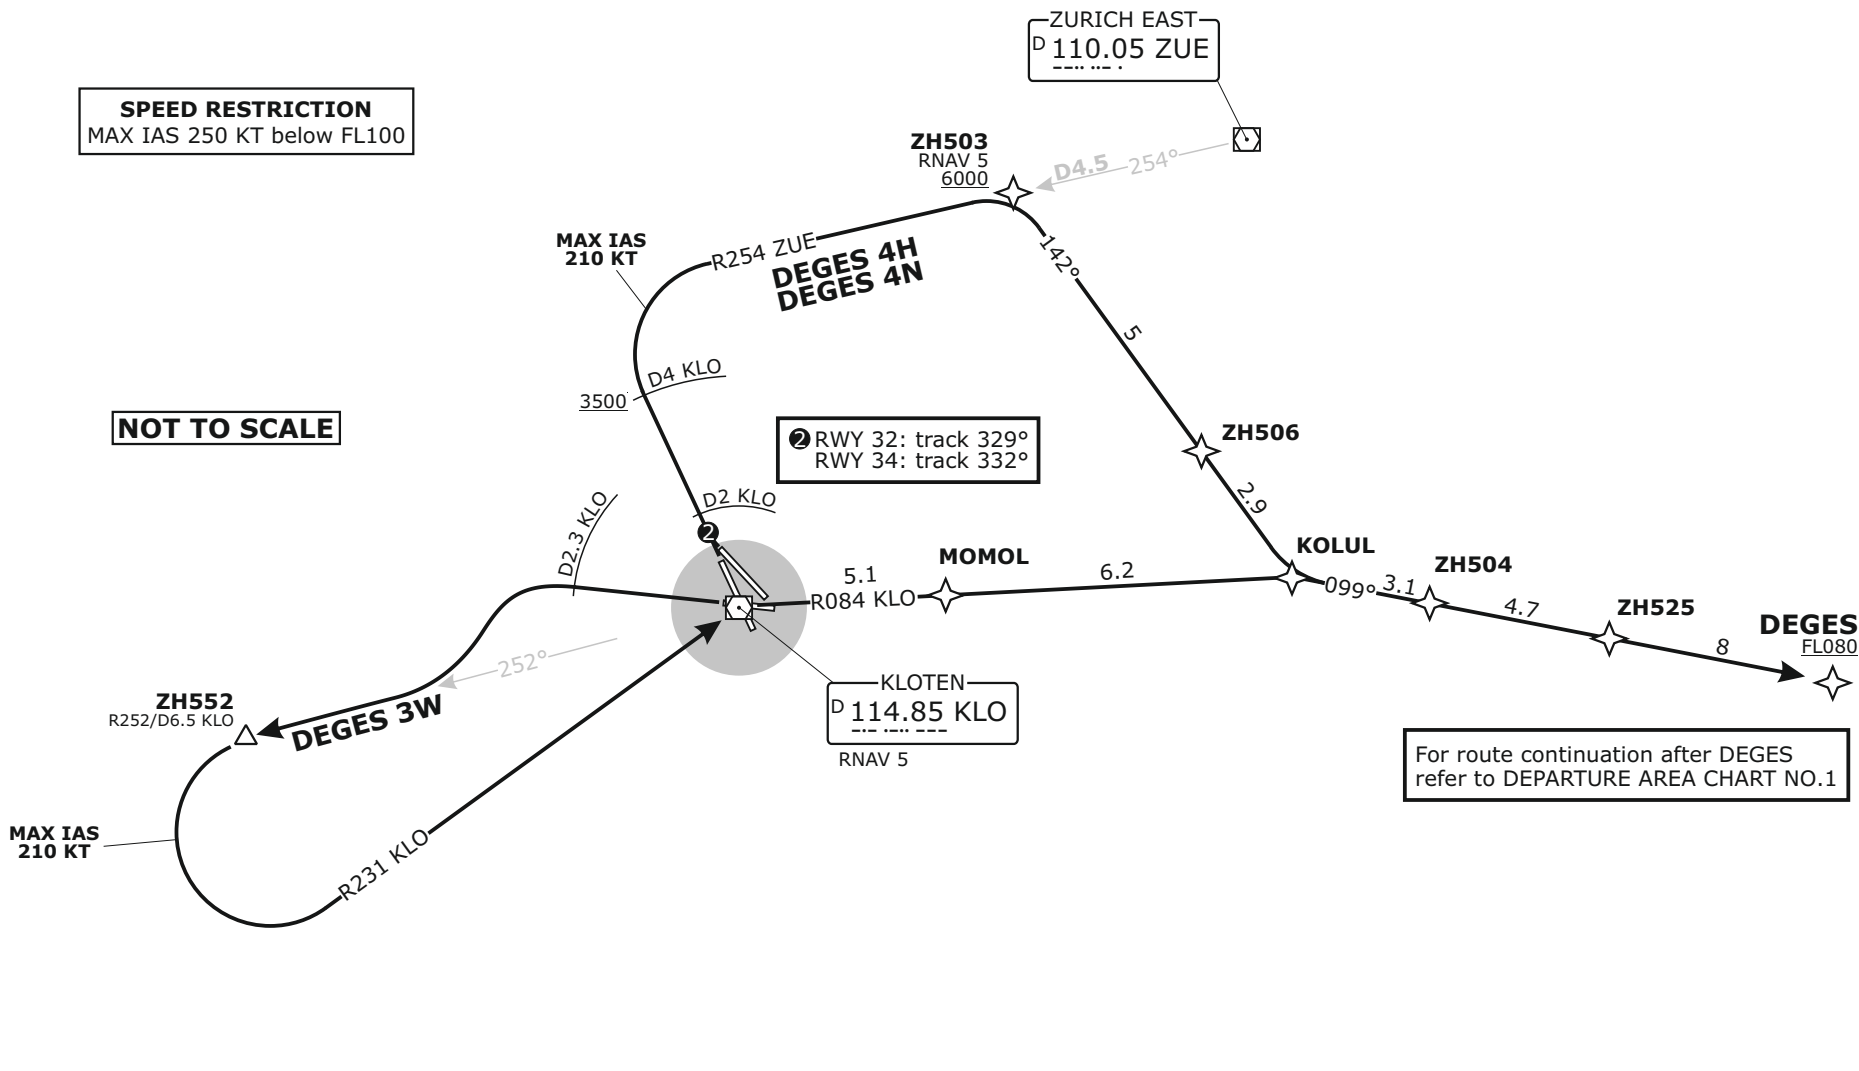 ZURICH EAST
D 110.05 ZUE
SPEED RESTRICTION
MAX IAS 250 KT below FL100
ZH503
RNAV 5
6000
D4.5
254°
MAX IAS
210 KT
R254 ZUE
DEGES 4H
DEGES 4N
142°
5
D4 KLO
3500
NOT TO SCALE
2 RWY 32: track 329°
RWY 34: track 332°
ZH506
2.9
D2 KLO
2
D2.3 KLO
KOLUL
MOMOL
5.1
R084 KLO
6.2
099°
3.1
ZH504
4.7
ZH525
8
DEGES
FL080
252°
ZH552
R252/D6.5 KLO
DEGES 3W
KLOTEN
D 114.85 KLO
RNAV 5
For route continuation after DEGES
refer to DEPARTURE AREA CHART NO.1
MAX IAS
210 KT
R231 KLO